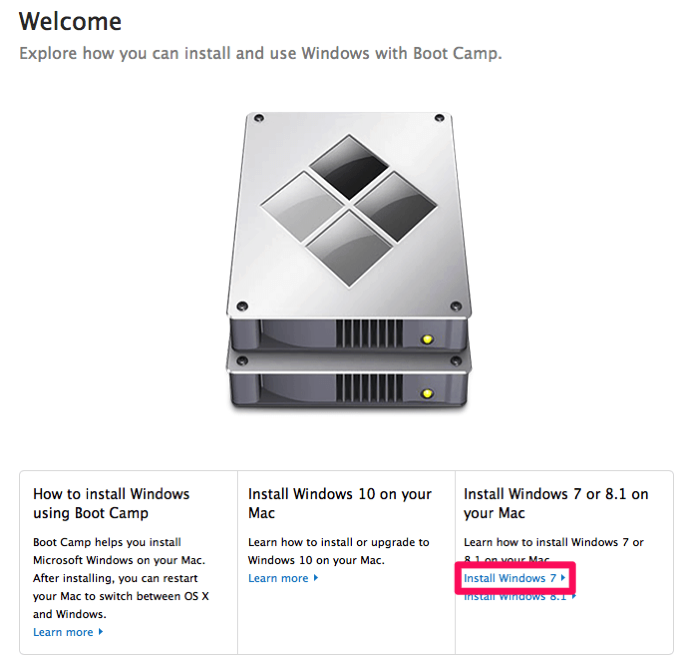 Welcome
Explore how you can install and use Windows with Boot Camp.
How to install Windows
using Boot Camp
Boot Camp helps you install
Microsoft Windows on your Mac.
After installing, you can restart
your Mac to switch between OS X
and Windows.
Learn more
Install Windows 10 on your
Mac
Learn how to install or upgrade to
Windows 10 on your Mac.
Learn more
Install Windows 7 or 8.1 on
your Mac
Learn how to install Windows 7 or
8.1 on your Mac.
Install Windows 7
Install Windows 8.1